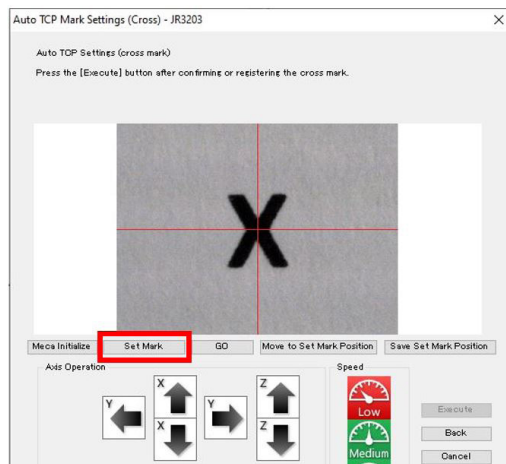 Auto TCP Mark Settings (Cross) - JR3203
Auto TCP Settings (cross mark)
Press the [Execute] button after confirming or registering the cross mark.
X
Meca Initialize Set Mark GO Move to Set Mark Position Save Set Mark Position
Axis Operation Speed
X Z
Y Y
Low Execute
X Z
Back
Medium Cancel